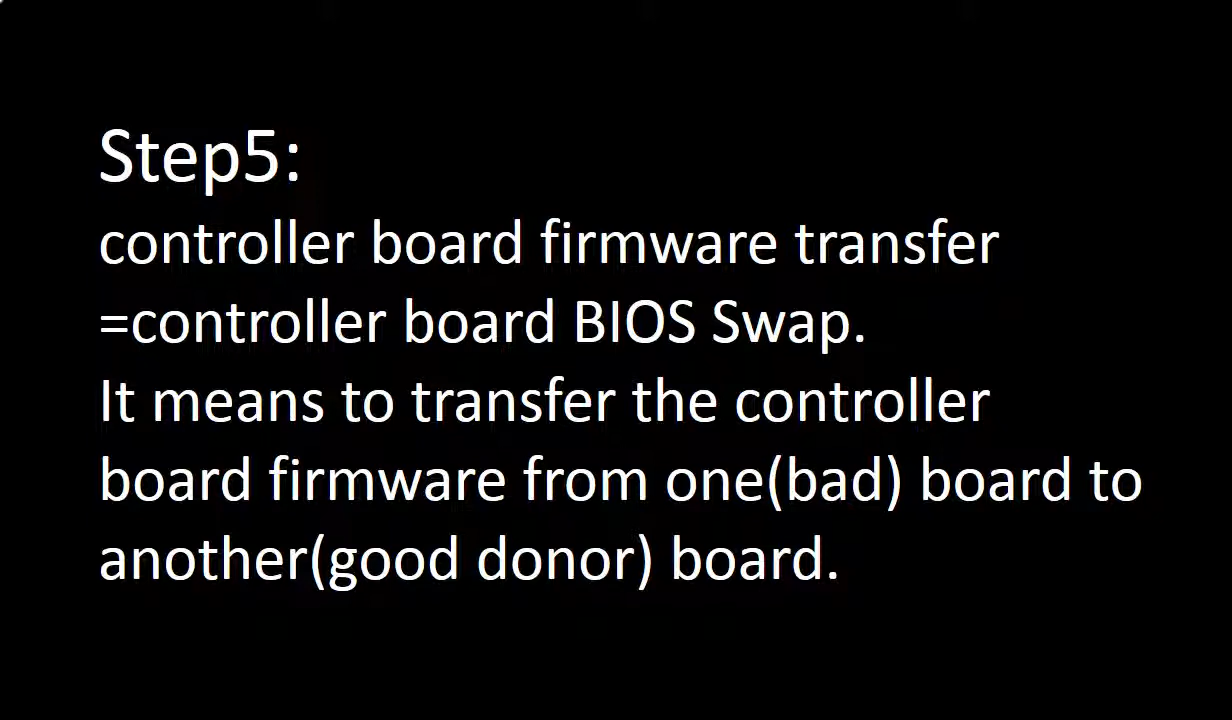 Step5:
controller board firmware transfer
=controller board BIOS Swap.
It means to transfer the controller
board firmware from one(bad) board to
another(good donor) board.